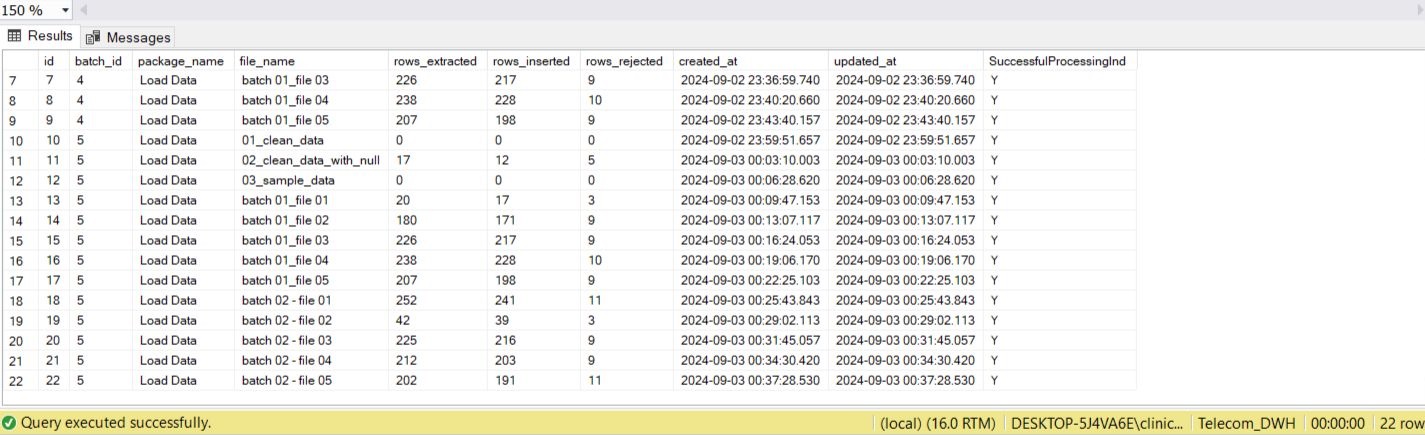 150 %
Results Messages
id batch_id package_name file_name rows_extracted rows_inserted rows_rejected created_at updated_at SuccessfulProcessingInd
7 7 4 Load Data batch 01_file 03 226 217 9 2024-09-02 23:36:59.740 2024-09-02 23:36:59.740 Y
8 8 4 Load Data batch 01_file 04 238 228 10 2024-09-02 23:40:20.660 2024-09-02 23:40:20.660 Y
9 9 4 Load Data batch 01_file 05 207 198 9 2024-09-02 23:43:40.157 2024-09-02 23:43:40.157 Y
10 10 5 Load Data 01_clean_data 0 0 0 2024-09-02 23:59:51.657 2024-09-02 23:59:51.657 Y
11 11 5 Load Data 02_clean_data_with_null 17 12 5 2024-09-03 00:03:10.003 2024-09-03 00:03:10.003 Y
12 12 5 Load Data 03_sample_data 0 0 0 2024-09-03 00:06:28.620 2024-09-03 00:06:28.620 Y
13 13 5 Load Data batch 01_file 01 20 17 3 2024-09-03 00:09:47.153 2024-09-03 00:09:47.153 Y
14 14 5 Load Data batch 01_file 02 180 171 9 2024-09-03 00:13:07.117 2024-09-03 00:13:07.117 Y
15 15 5 Load Data batch 01_file 03 226 217 9 2024-09-03 00:16:24.053 2024-09-03 00:16:24.053 Y
16 16 5 Load Data batch 01_file 04 238 228 10 2024-09-03 00:19:06.170 2024-09-03 00:19:06.170 Y
17 17 5 Load Data batch 01_file 05 207 198 9 2024-09-03 00:22:25.103 2024-09-03 00:22:25.103 Y
18 18 5 Load Data batch 02 - file 01 252 241 11 2024-09-03 00:25:43.843 2024-09-03 00:25:43.843 Y
19 19 5 Load Data batch 02 - file 02 42 39 3 2024-09-03 00:29:02.113 2024-09-03 00:29:02.113 Y
20 20 5 Load Data batch 02 - file 03 225 216 9 2024-09-03 00:31:45.057 2024-09-03 00:31:45.057 Y
21 21 5 Load Data batch 02 - file 04 212 203 9 2024-09-03 00:34:30.420 2024-09-03 00:34:30.420 Y
22 22 5 Load Data batch 02 - file 05 202 191 11 2024-09-03 00:37:28.530 2024-09-03 00:37:28.530 Y
Query executed successfully. (local) (16.0 RTM) DESKTOP-5J4VA6E\clinic... Telecom_DWH 00:00:00 22 row